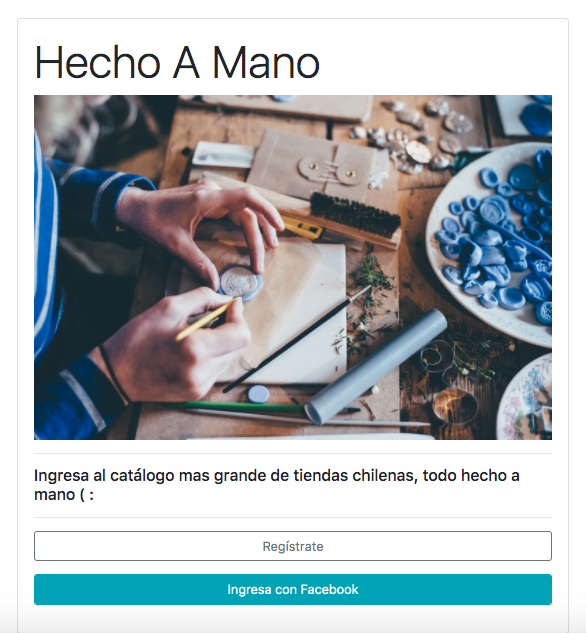 Hecho A Mano
Ingresa al catálogo mas grande de tiendas chilenas, todo hecho a
mano ( :
Regístrate
Ingresa con Facebook